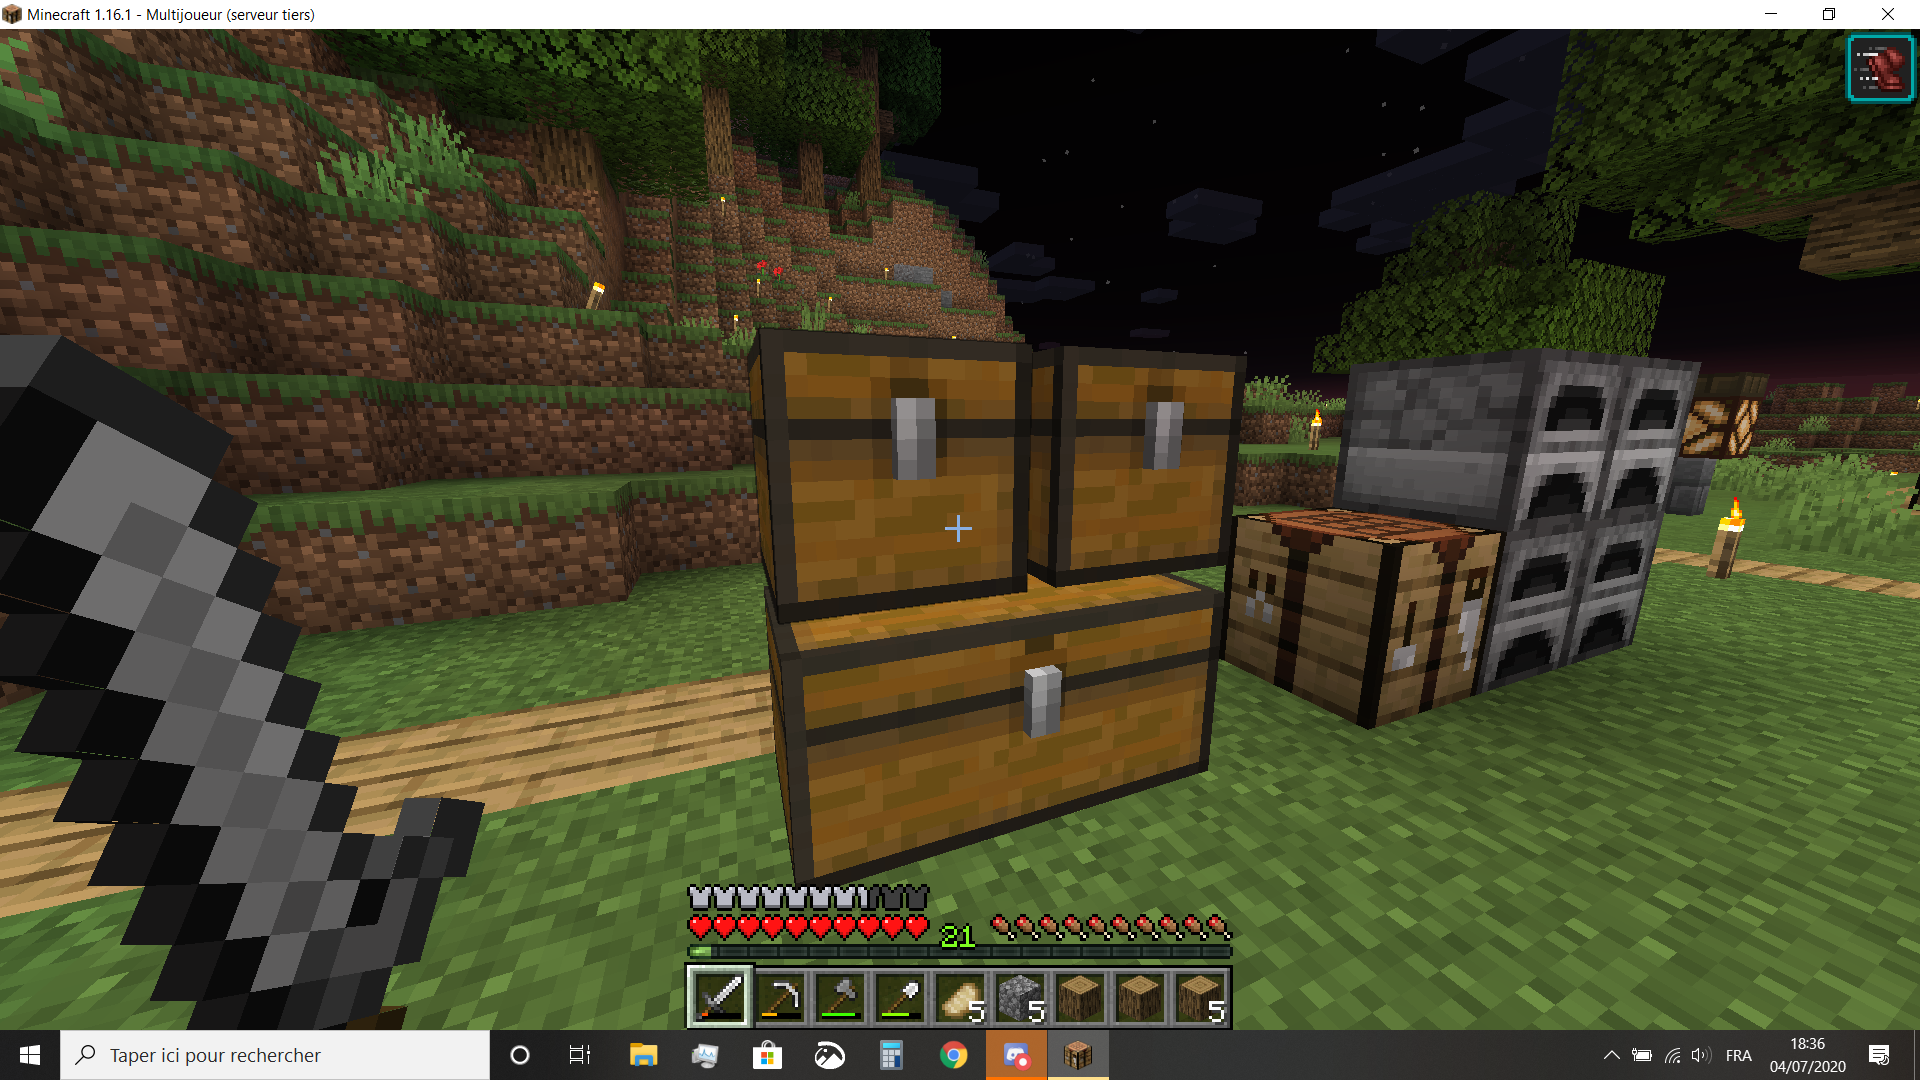 Minecraft 1.16.1 - Multijoueur (serveur tiers)
21
5
5
5
Taper ici pour rechercher
FRA
18:36
04/07/2020